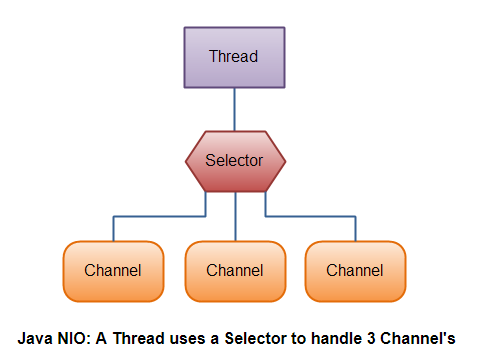 Thread
Selector
Channel Channel Channel
Java NIO: A Thread uses a Selector to handle 3 Channel's